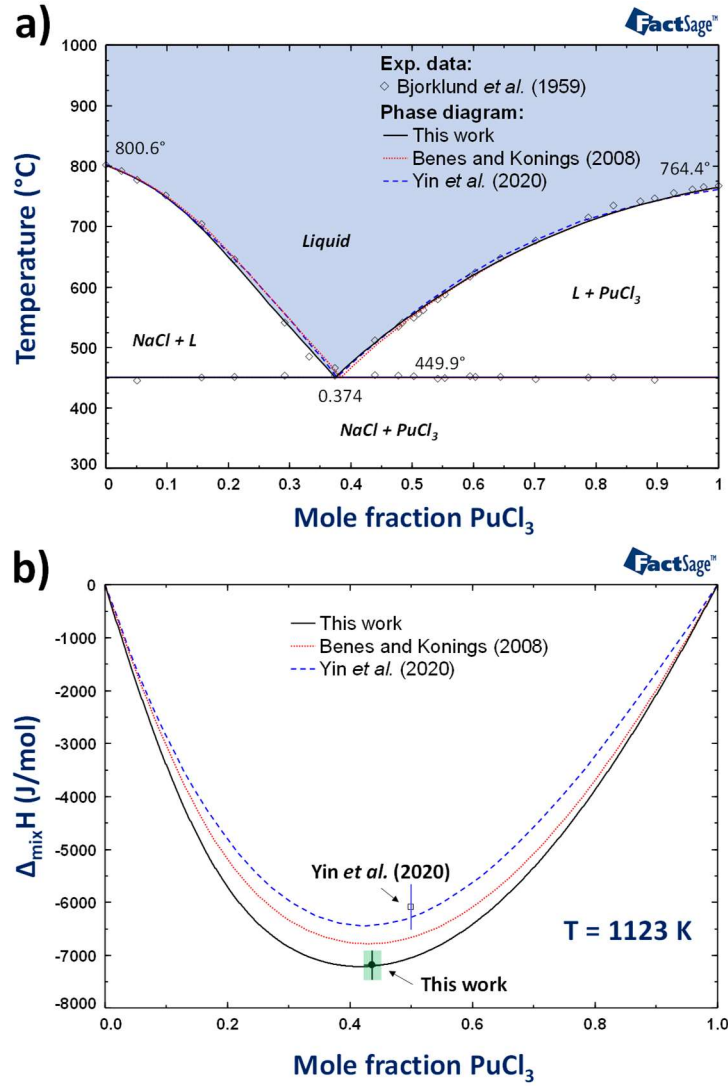 a)
FactSage™
1000
900
800
700
600
500
400
300
Temperature (°C)
800.6°
Exp. data:
Bjorklund et al. (1959)
Phase diagram:
This work
Benes and Konings (2008)
Yin et al. (2020)
764.4°
Liquid
L + PuCl3
NaCl + L
449.9°
0.374
NaCl + PuCl3
0 0.1 0.2 0.3 0.4 0.5 0.6 0.7 0.8 0.9 1
Mole fraction PuCl3
b)
FactSage™
0
-1000
-2000
-3000
-4000
-5000
-6000
-7000
-8000
ΔmixH (J/mol)
This work
Benes and Konings (2008)
Yin et al. (2020)
Yin et al. (2020)
T = 1123 K
This work
0.0 0.2 0.4 0.6 0.8 1.0
Mole fraction PuCl3